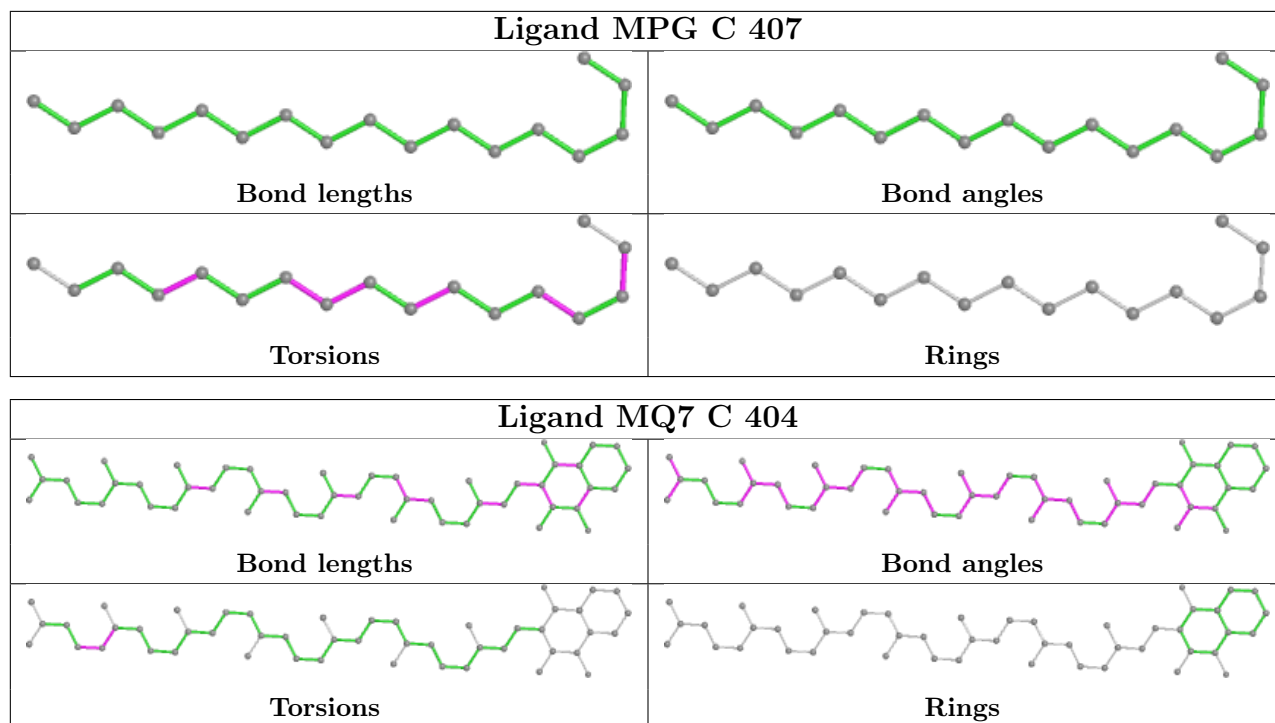 Ligand MPG C 407
Bond lengths
Bond angles
Torsions
Rings
Ligand MQ7 C 404
Bond lengths
Bond angles
Torsions
Rings